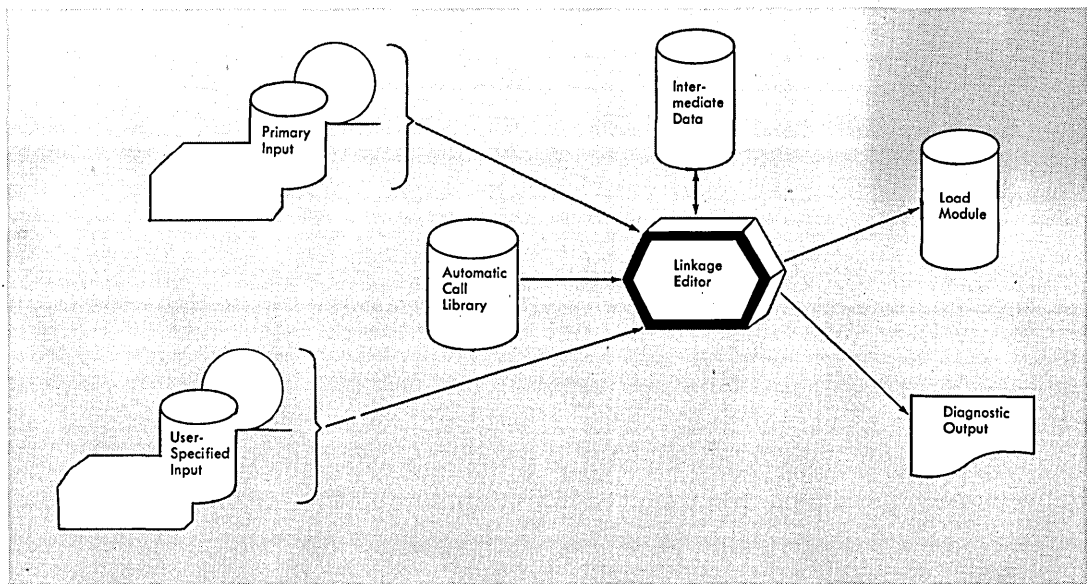 Primary
Input
Inter-
mediate
Data
Load
Module
Automatic
Call
Library
Linkage
Editor
User-
Specified
Input
Diagnostic
Output